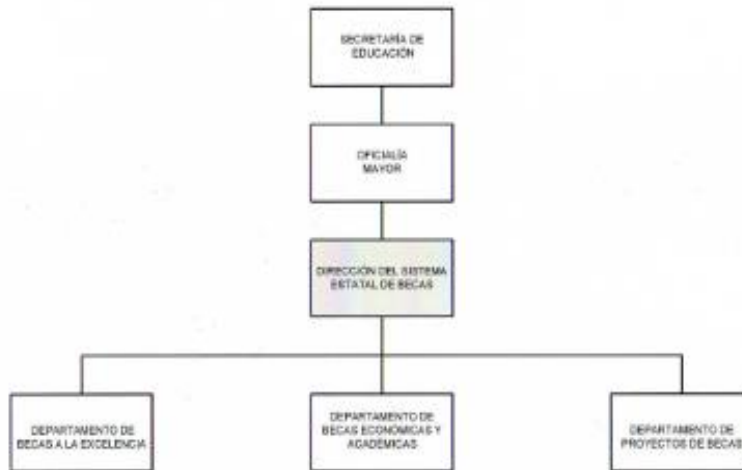 SECRETARÍA DE
EDUCACIÓN
OFICIALÍA
MAYOR
DIRECCIÓN DEL SISTEMA
ESTATAL DE BECAS
DEPARTAMENTO DE
BECAS A LA EXCELENCIA
DEPARTAMENTO DE
BECAS ECONÓMICAS Y
ACADÉMICAS
DEPARTAMENTO DE
PROYECTOS DE BECAS